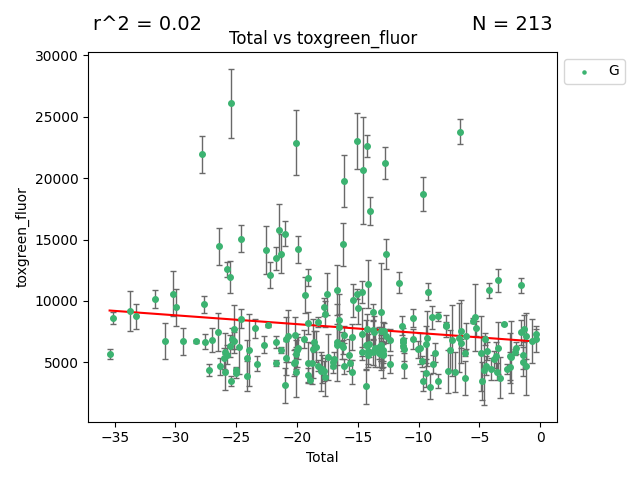 r^2 = 0.02 N = 213
Total vs toxgreen_fluor
30000
25000
20000
15000
10000
5000
toxgreen_fluor
−35 −30 −25 −20 −15 −10 −5 0
Total
G